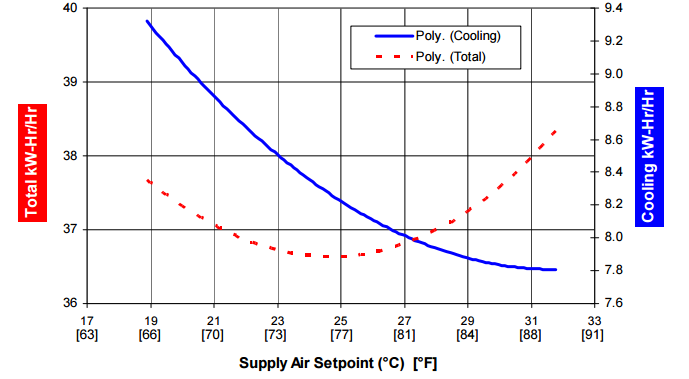 40
39
38
37
36
Total kW-Hr/Hr
Poly. (Cooling)
Poly. (Total)
9.4
9.2
9.0
8.8
8.6
8.4
8.2
8.0
7.8
7.6
Cooling kW-Hr/Hr
17 19 21 23 25 27 29 31 33
[63] [66] [70] [73] [77] [81] [84] [88] [91]
Supply Air Setpoint (°C) [°F]